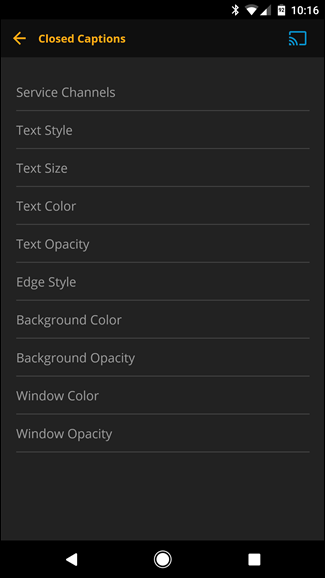 10:16
Closed Captions
Service Channels
Text Style
Text Size
Text Color
Text Opacity
Edge Style
Background Color
Background Opacity
Window Color
Window Opacity